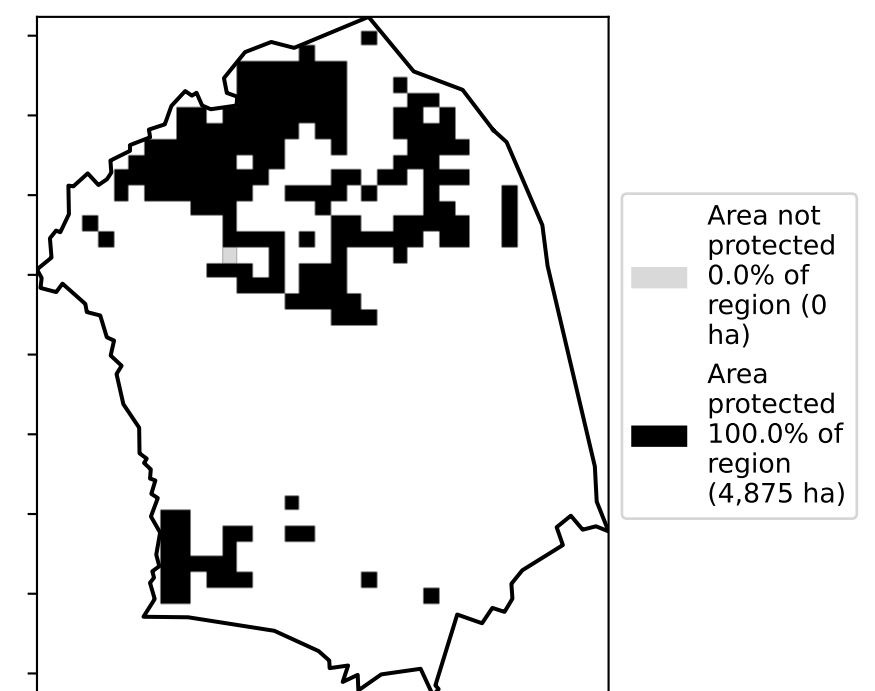 Area not
protected
0.0% of
region (0
ha)
Area
protected
100.0% of
region
(4,875 ha)